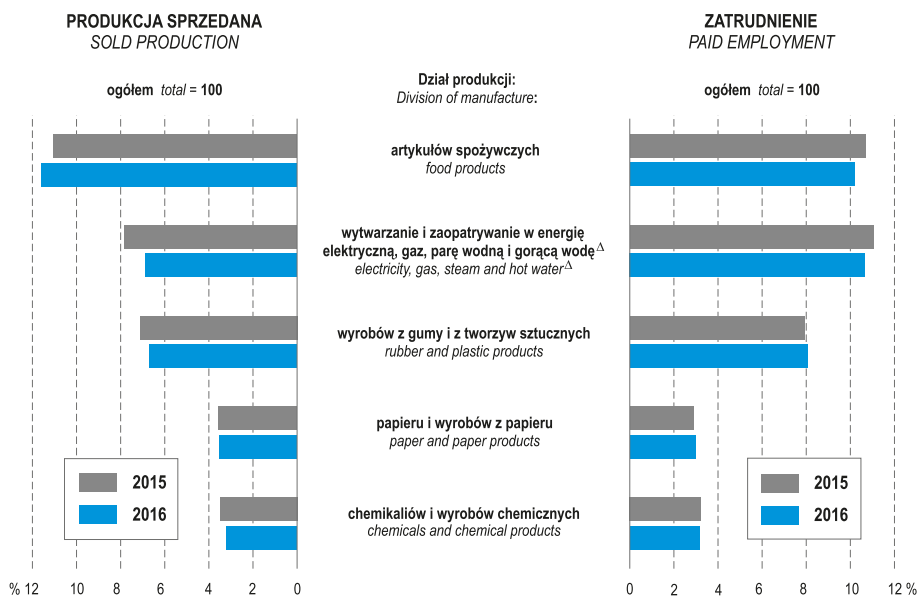 PRODUKCJA SPRZEDANA
SOLD PRODUCTION
ogółem total = 100
ZATRUDNIENIE
PAID EMPLOYMENT
ogółem total = 100
Dział produkcji:
Division of manufacture:
artykułów spożywczych
food products
wytwarzanie i zaopatrywanie w energię
elektryczną, gaz, parę wodną i gorącą wodę Δ
electricity, gas, steam and hot water Δ
wyrobów z gumy i z tworzyw sztucznych
rubber and plastic products
papieru i wyrobów z papieru
paper and paper products
chemikaliów i wyrobów chemicznych
chemicals and chemical products
2015
2016
2015
2016
% 12 10 8 6 4 2 0
0 2 4 6 8 10 12 %